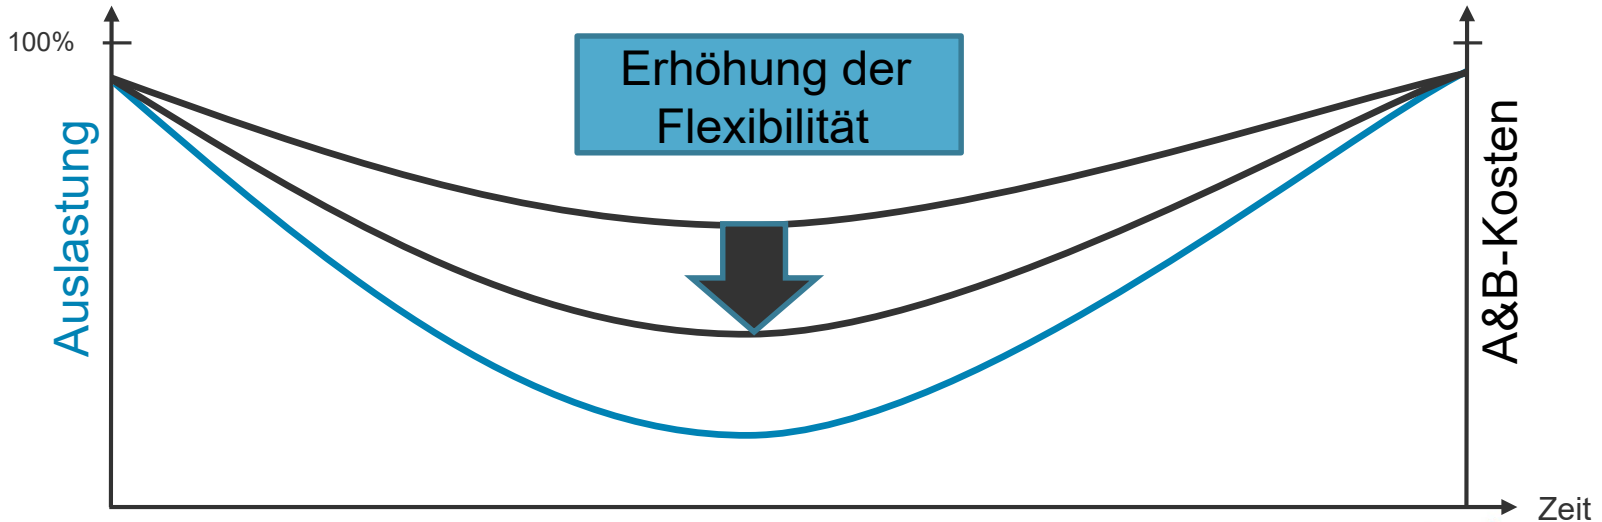 100%
Erhöhung der
Flexibilität
Auslastung
A&B-Kosten
Zeit